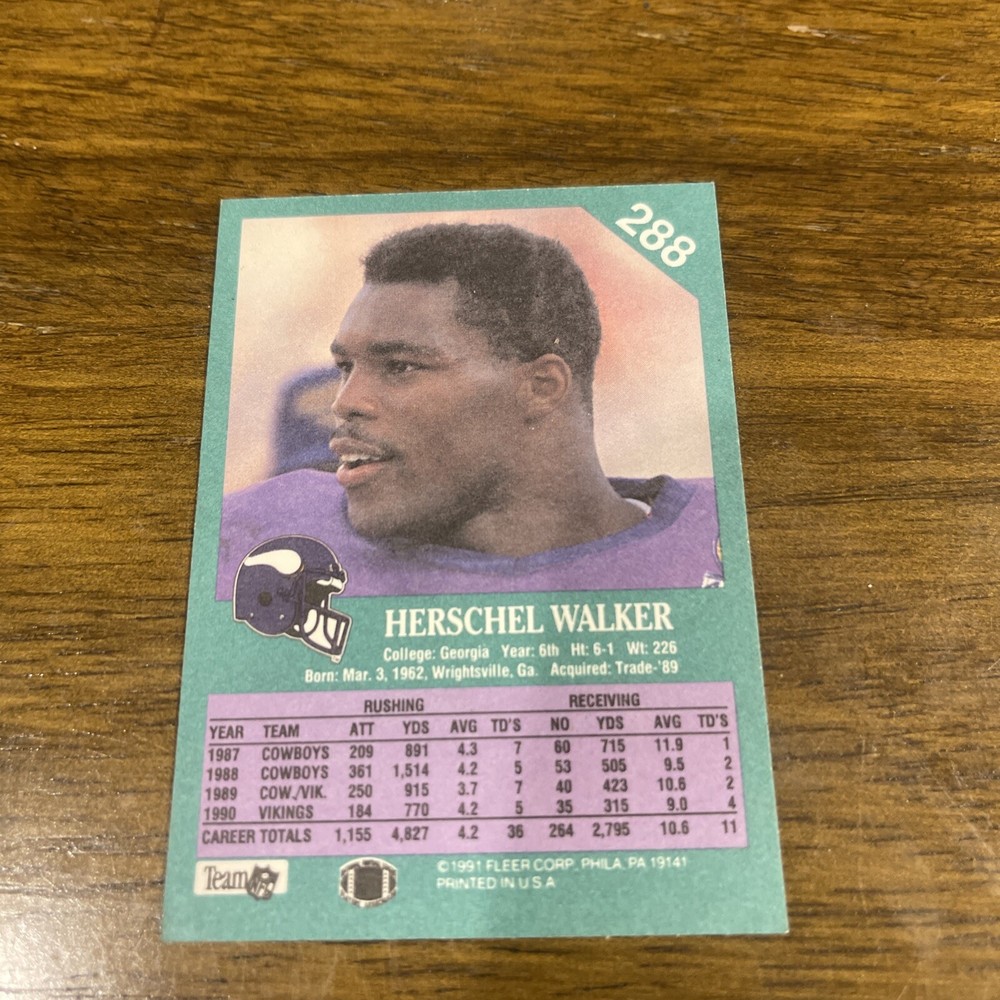 288
HERSCHEL WALKER
College: Georgia Year: 6th Ht: 6-1 Wt: 226
Born: Mar. 3, 1962, Wrightsville, Ga. Acquired: Trade-'89
RUSHING RECEIVING
YEAR TEAM ATT YDS AVG TD'S NO YDS AVG TD'S
1987 COWBOYS 209 891 4.3 7 60 715 11.9 1
1988 COWBOYS 361 1,514 4.2 5 53 505 9.5 2
1989 COW./VIK. 250 915 3.7 7 40 423 10.6 2
1990 VIKINGS 184 770 4.2 5 35 315 9.0 4
CAREER TOTALS 1,155 4,827 4.2 36 264 2,795 10.6 11
Team NFL
©1991 FLEER CORP., PHILA., PA 19141
PRINTED IN U S A